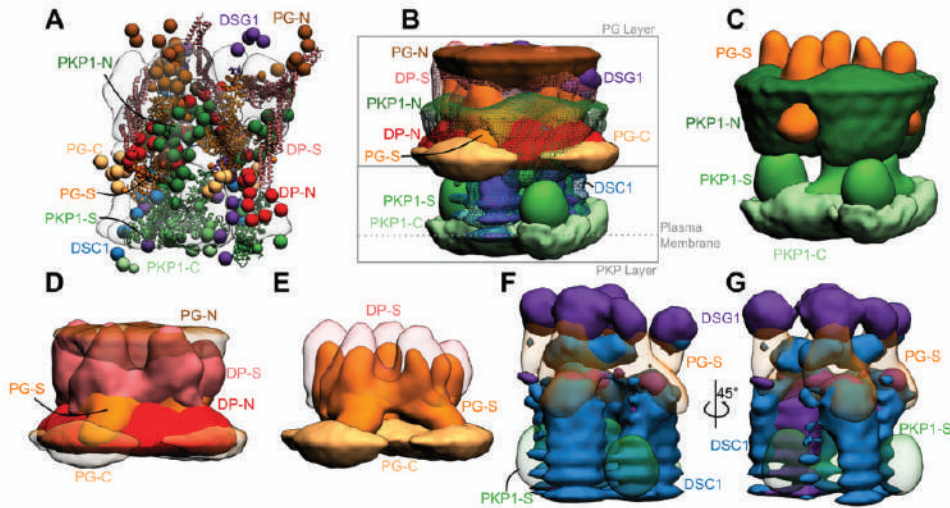 A
DSG1
PG-N
PKP1-N
PG-C
PG-S
PKP1-S
DSC1
PKP1-C
DP-S
DP-N
B
PG Layer
PG-N
DP-S
DSG1
PKP1-N
DP-N
PG-S
PG-C
PKP1-S
DSC1
PKP1-C
Plasma
Membrane
PKP Layer
C
PG-S
PKP1-N
PKP1-S
PKP1-C
D
PG-N
PG-S
DP-S
DP-N
PG-C
E
DP-S
PG-S
PG-C
F
DSG1
PG-S
DSC1
PKP1-S
45°
G
PG-S
PKP1-S
DSC1